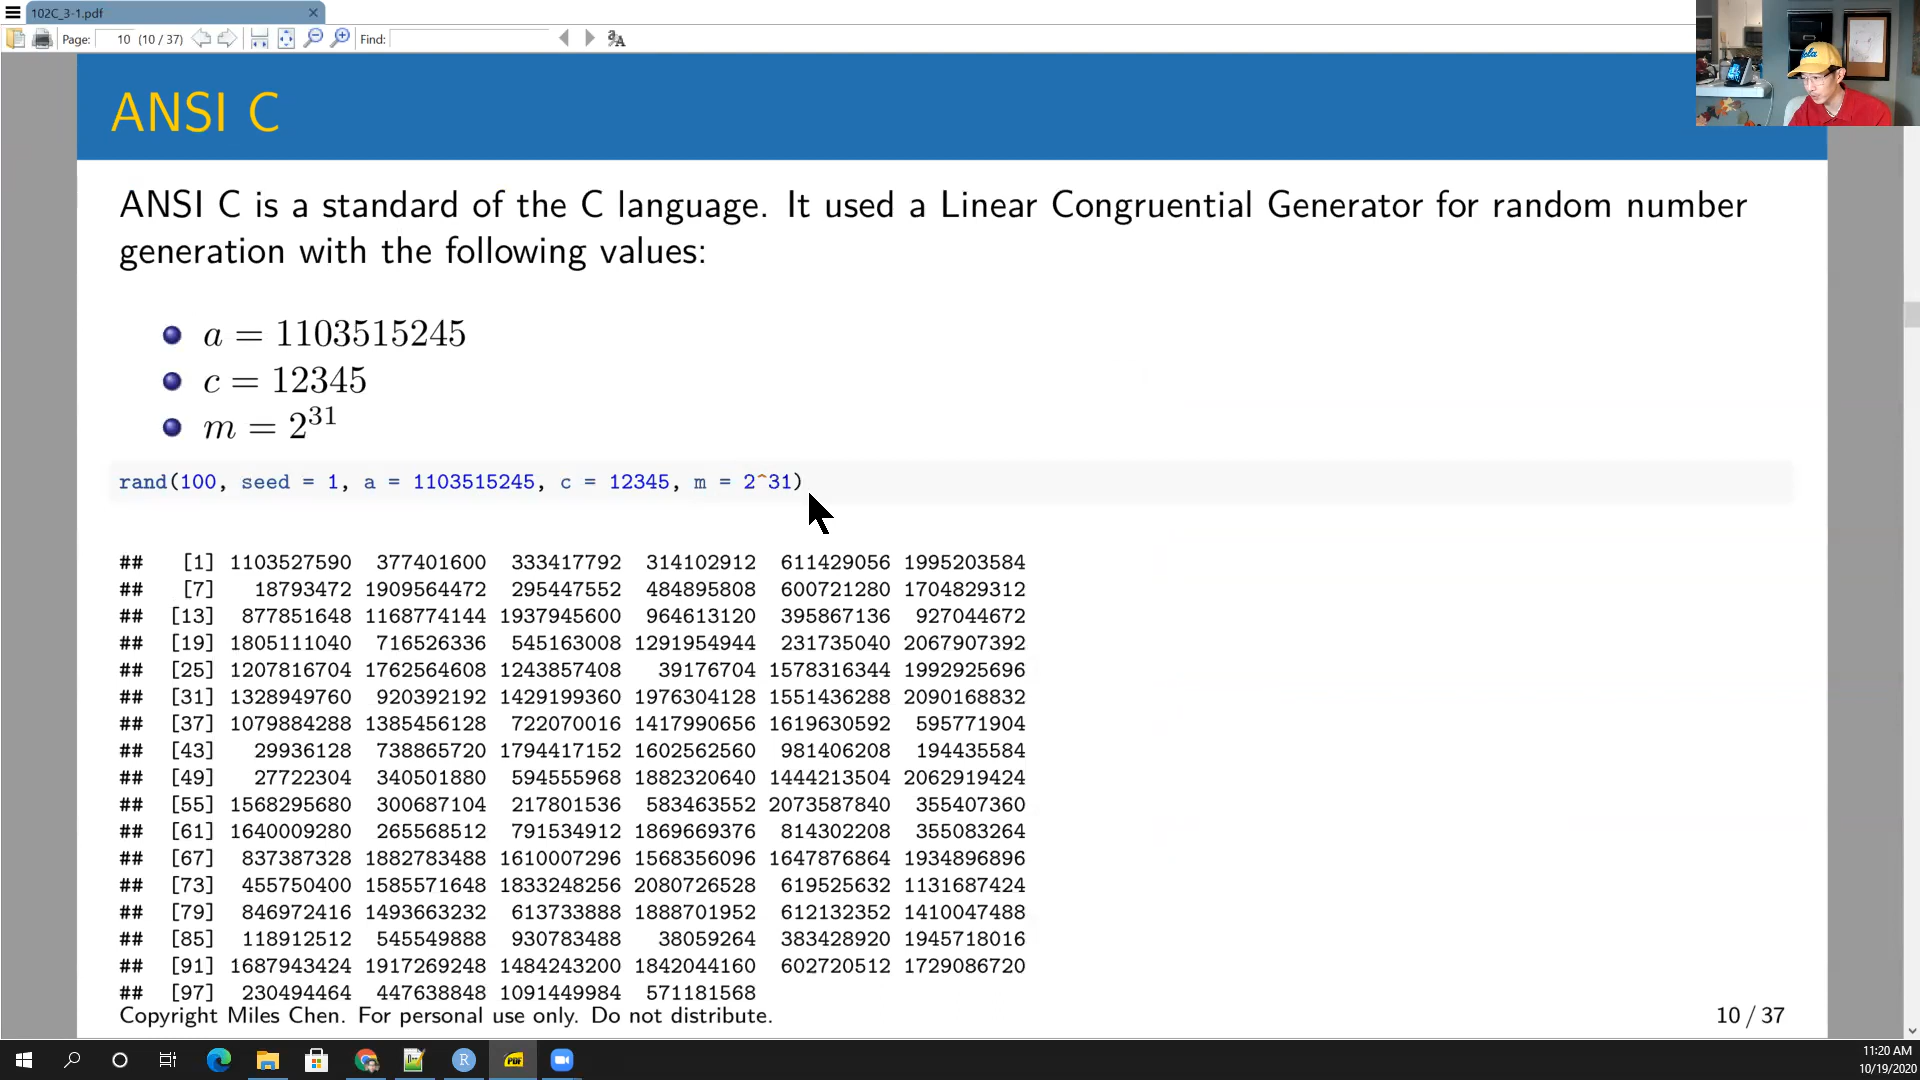 102C_3-1.pdf
Page: 10 (10 / 37) Find:
ANSI C
ANSI C is a standard of the C language. It used a Linear Congruential Generator for random number
generation with the following values:
a = 1103515245
c = 12345
m = 2^31
rand(100, seed = 1, a = 1103515245, c = 12345, m = 2^31)
## [1] 1103527590 377401600 333417792 314102912 611429056 1995203584
## [7] 18793472 1909564472 295447552 484895808 600721280 1704829312
## [13] 877851648 1168774144 1937945600 964613120 395867136 927044672
## [19] 1805111040 716526336 545163008 1291954944 231735040 2067907392
## [25] 1207816704 1762564608 1243857408 39176704 1578316344 1992925696
## [31] 1328949760 920392192 1429199360 1976304128 1551436288 2090168832
## [37] 1079884288 1385456128 722070016 1417990656 1619630592 595771904
## [43] 29936128 738865720 1794417152 1602562560 981406208 194435584
## [49] 27722304 340501880 594555968 1882320640 1444213504 2062919424
## [55] 1568295680 300687104 217801536 583463552 2073587840 355407360
## [61] 1640009280 265568512 791534912 1869669376 814302208 355083264
## [67] 837387328 1882783488 1610007296 1568356096 1647876864 1934896896
## [73] 455750400 1585571648 1833248256 2080726528 619525632 1131687424
## [79] 846972416 1493663232 613733888 1888701952 612132352 1410047488
## [85] 118912512 545549888 930783488 38059264 383428920 1945718016
## [91] 1687943424 1917269248 1484243200 1842044160 602720512 1729086720
## [97] 230494464 447638848 1091449984 571181568
Copyright Miles Chen. For personal use only. Do not distribute.
10 / 37
11:20 AM
10/19/2020